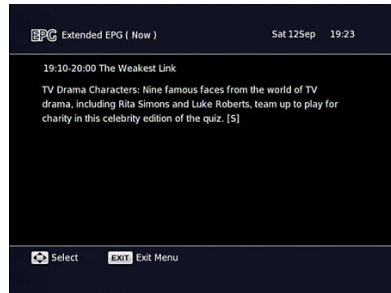 EPG Extended EPG ( Now ) Sat 12Sep 19:23
19:10-20:00 The Weakest Link
TV Drama Characters: Nine famous faces from the world of TV
drama, including Rita Simons and Luke Roberts, team up to play for
charity in this celebrity edition of the quiz. [S]
Select EXIT Exit Menu